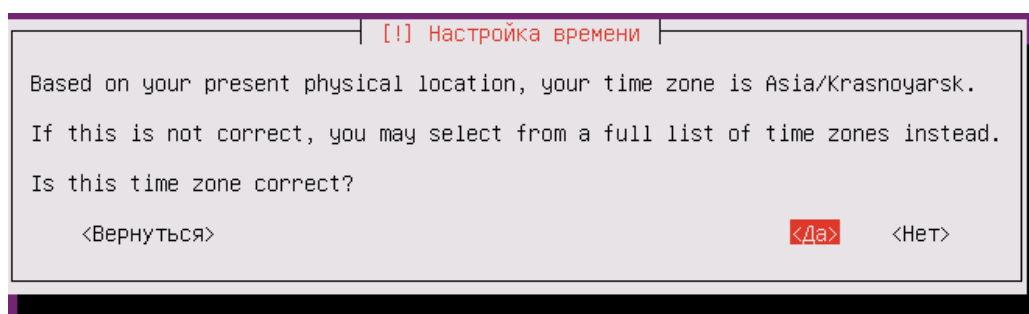 [!] Настройка времени
Based on your present physical location, your time zone is Asia/Krasnoyarsk.
If this is not correct, you may select from a full list of time zones instead.
Is this time zone correct?
<Вернуться> <Да> <Нет>